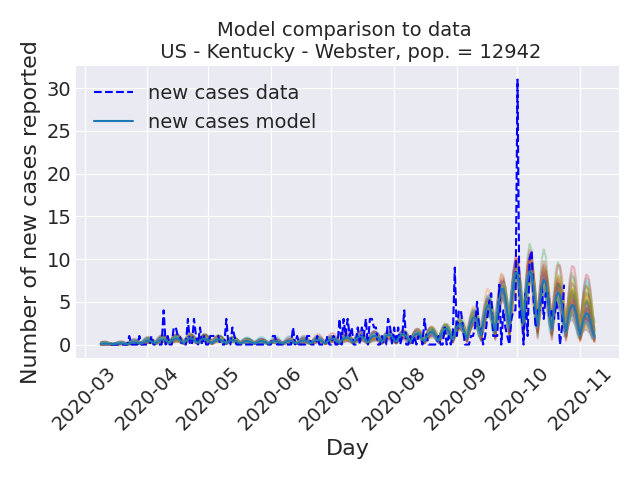 Model comparison to data
US - Kentucky - Webster, pop. = 12942
Number of new cases reported
30
25
20
15
10
5
0
new cases data
new cases model
2020-03
2020-04
2020-05
2020-06
2020-07
2020-08
2020-09
2020-10
2020-11
Day